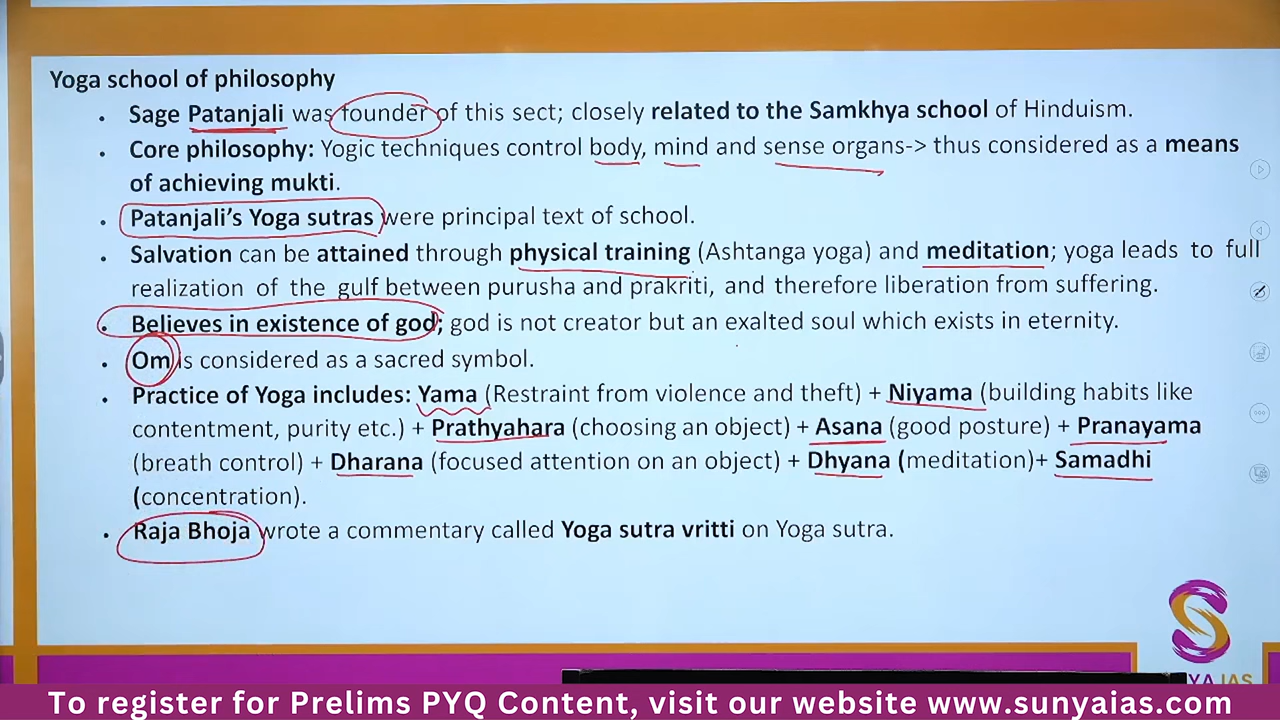 Yoga school of philosophy
• Sage Patanjali was founder of this sect; closely related to the Samkhya school of Hinduism.
• Core philosophy: Yogic techniques control body, mind and sense organs-> thus considered as a means
of achieving mukti.
• Patanjali's Yoga sutras were principal text of school.
• Salvation can be attained through physical training (Ashtanga yoga) and meditation; yoga leads to full
realization of the gulf between purusha and prakriti, and therefore liberation from suffering.
• Believes in existence of god; god is not creator but an exalted soul which exists in eternity.
• Om is considered as a sacred symbol.
• Practice of Yoga includes: Yama (Restraint from violence and theft) + Niyama (building habits like
contentment, purity etc.) + Prathyahara (choosing an object) + Asana (good posture) + Pranayama
(breath control) + Dharana (focused attention on an object) + Dhyana (meditation)+ Samadhi
(concentration).
• Raja Bhoja wrote a commentary called Yoga sutra vritti on Yoga sutra.
YA IAS
To register for Prelims PYQ Content, visit our website www.sunyaias.com